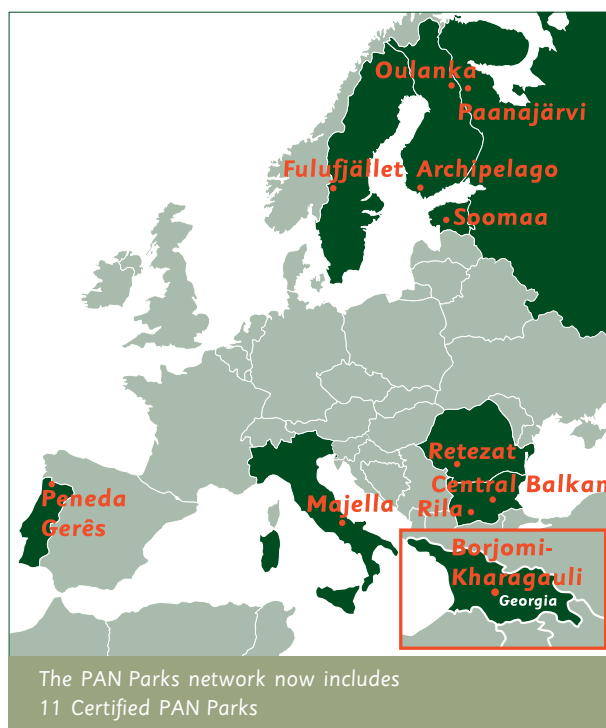 Oulanka
Paanajärvi
Fulufjället
Archipelago
Soomaa
Retezat
Central Balkan
Rila
Peneda
Gerês
Majella
Borjomi-
Kharagauli
Georgia
The PAN Parks network now includes
11 Certified PAN Parks